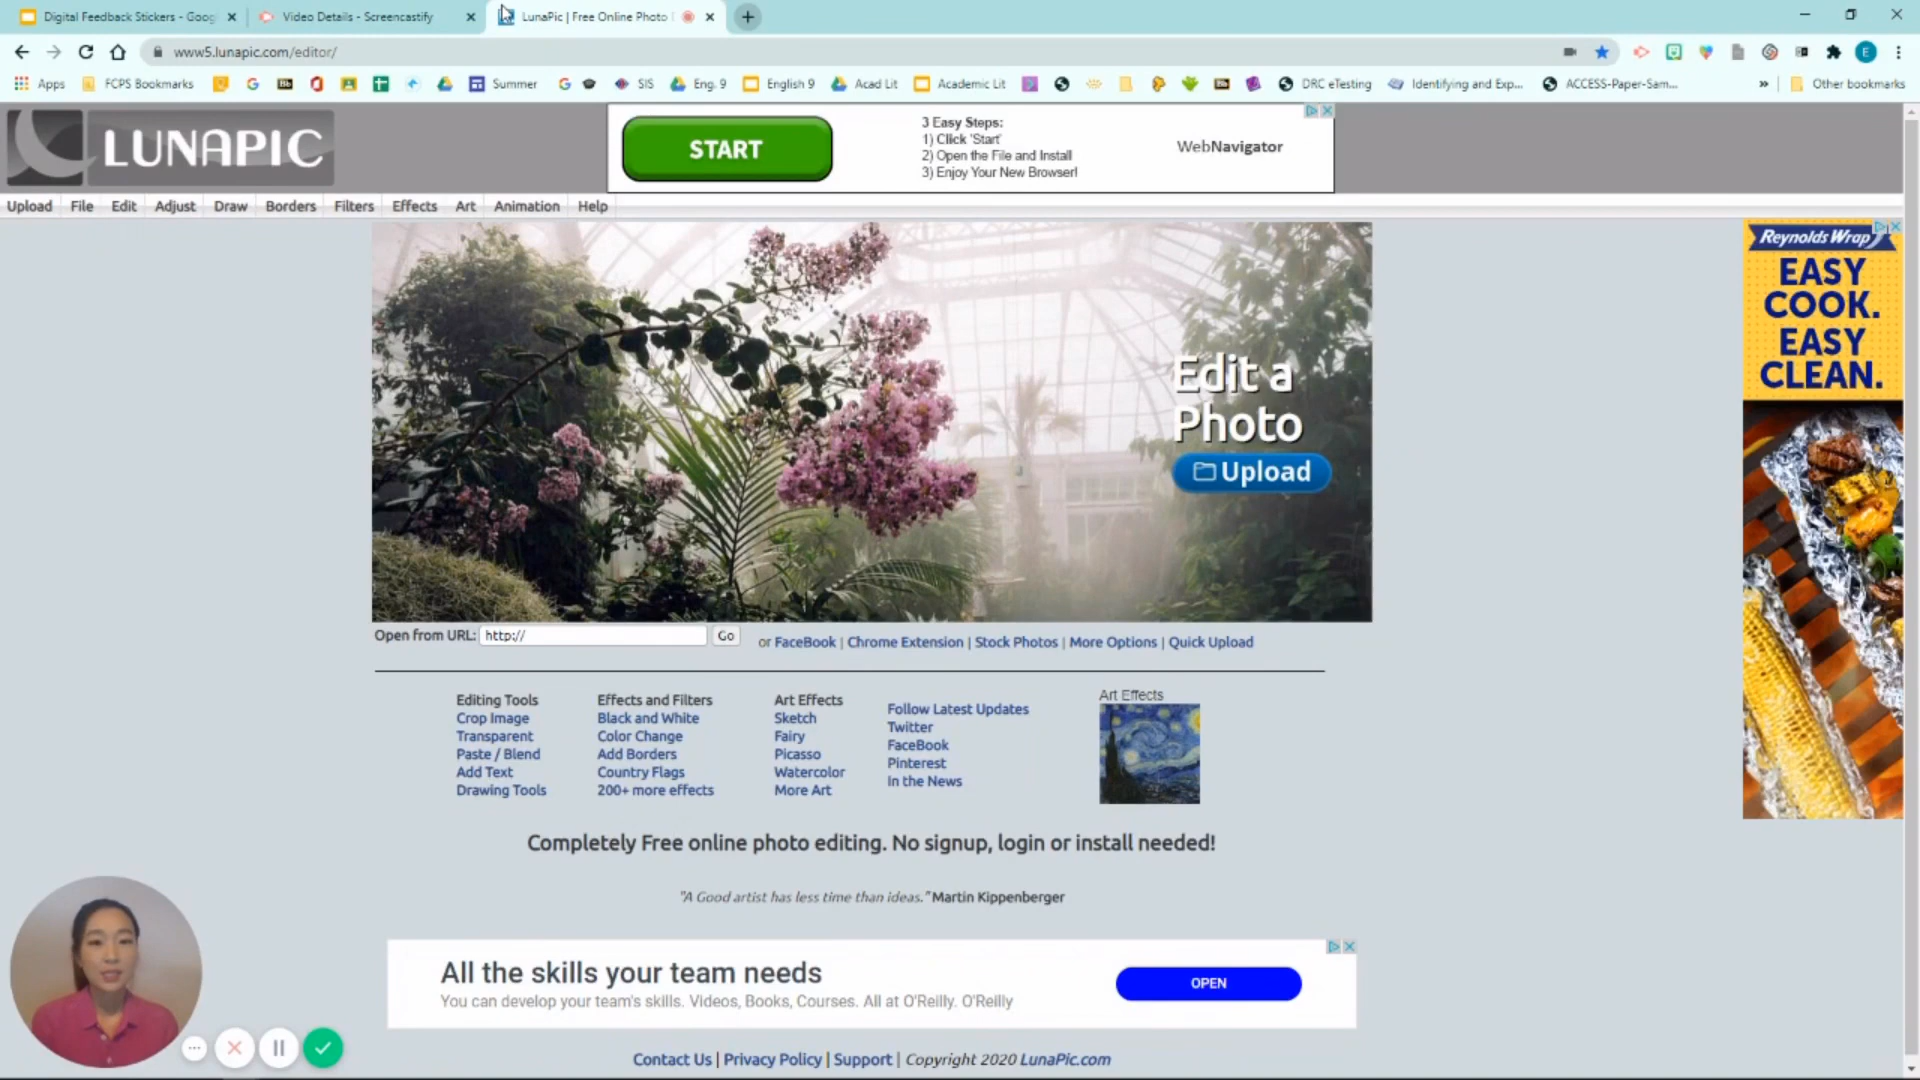 Digital Feedback Stickers - Goog
Video Details - Screencastify
LunaPic | Free Online Photo
www5.lunapic.com/editor/
E
Apps
FCPS Bookmarks
Bb
Summer
SIS
Eng. 9
English 9
Acad Lit
Academic Lit
Bb
DRC eTesting
Identifying and Exp...
ACCESS-Paper-Sam...
»
Other bookmarks
LUNAPIC
START
3 Easy Steps:
1) Click 'Start'
2) Open the File and Install
3) Enjoy Your New Browser!
WebNavigator
Upload File Edit Adjust Draw Borders Filters Effects Art Animation Help
Edit a
Photo
Upload
Reynolds Wrap
EASY
COOK.
EASY
CLEAN.
Open from URL: http:// Go or FaceBook | Chrome Extension | Stock Photos | More Options | Quick Upload
Editing Tools
Crop Image
Transparent
Paste / Blend
Add Text
Drawing Tools
Effects and Filters
Black and White
Color Change
Add Borders
Country Flags
200+ more effects
Art Effects
Sketch
Fairy
Picasso
Watercolor
More Art
Follow Latest Updates
Twitter
FaceBook
Pinterest
In the News
Art Effects
Completely Free online photo editing. No signup, login or install needed!
"A Good artist has less time than ideas." Martin Kippenberger
All the skills your team needs
You can develop your team's skills. Videos, Books, Courses. All at O'Reilly. O'Reilly
OPEN
Contact Us | Privacy Policy | Support | Copyright 2020 LunaPic.com